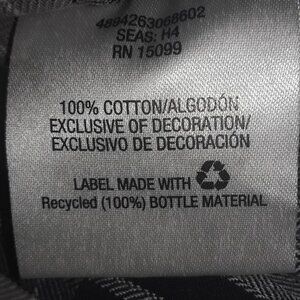 4894263068602
SEAS: H4
RN 15099
100% COTTON/ALGODÓN
EXCLUSIVE OF DECORATION/
EXCLUSIVO DE DECORACIÓN
LABEL MADE WITH
Recycled (100%) BOTTLE MATERIAL